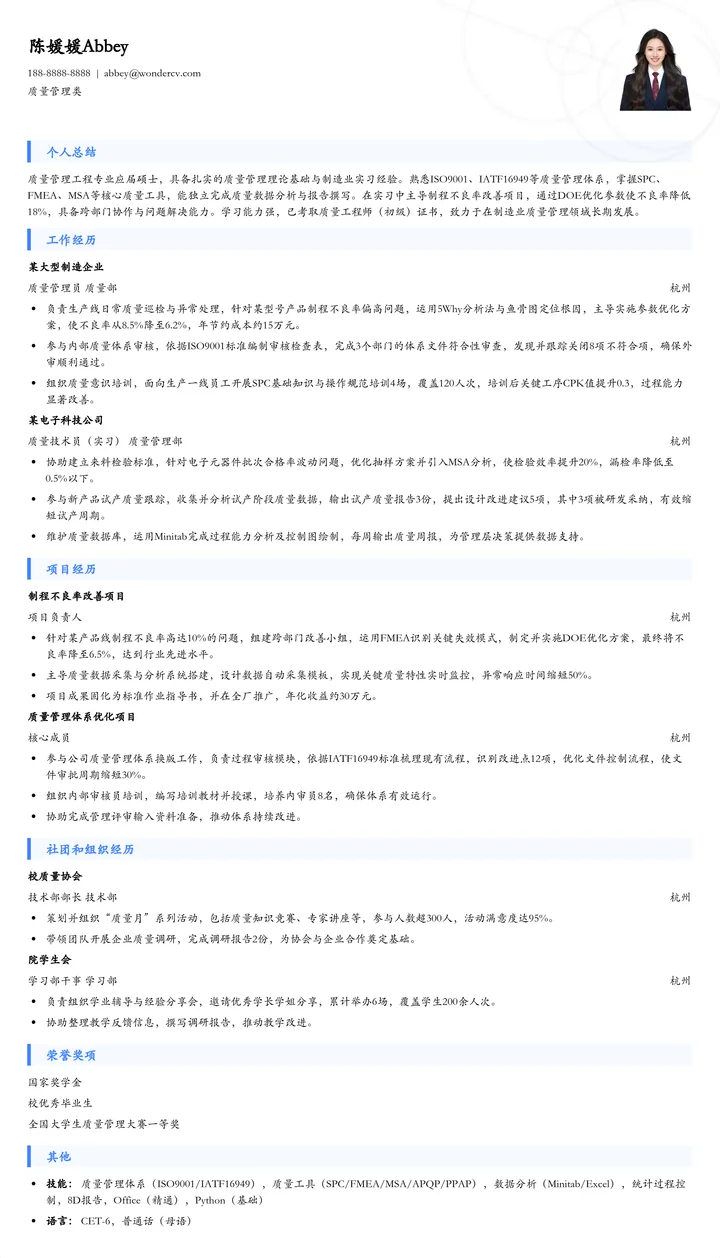 陈媛媛Abbey
188-8888-8888 | abbey@wondercv.com
质量管理类
个人总结
质量管理工程专业应届硕士，具备扎实的质量管理理论基础与制造业实习经验。熟悉ISO9001、IATF16949等质量管理体系，掌握SPC、
FMEA、MSA等核心质量工具，能独立完成质量数据分析与报告撰写。在实习中主导制程不良率改善项目，通过DOE优化参数使不良率降低
18%，具备跨部门协作与问题解决能力。学习能力强，已考取质量工程师（初级）证书，致力于在制造业质量管理领域长期发展。
工作经历
某大型制造企业
质量管理员 质量部 杭州
• 负责生产线日常质量巡检与异常处理，针对某型号产品制程不良率偏高问题，运用5Why分析法与鱼骨图定位根因，主导实施参数优化方
案，使不良率从8.5%降至6.2%，年节约成本约15万元。
• 参与内部质量体系审核，依据ISO9001标准编制审核检查表，完成3个部门的体系文件符合性审查，发现并跟踪关闭8项不符合项，确保外
审顺利通过。
• 组织质量意识培训，面向生产一线员工开展SPC基础知识与操作规范培训4场，覆盖120人次，培训后关键工序CPK值提升0.3，过程能力
显著改善。
某电子科技公司
质量技术员（实习） 质量管理部 杭州
• 协助建立来料检验标准，针对电子元器件批次合格率波动问题，优化抽样方案并引入MSA分析，使检验效率提升20%，漏检率降低至
0.5%以下。
• 参与新产品试产质量跟踪，收集并分析试产阶段质量数据，输出试产质量报告3份，提出设计改进建议5项，其中3项被研发采纳，有效缩
短试产周期。
• 维护质量数据库，运用Minitab完成过程能力分析及控制图绘制，每周输出质量周报，为管理层决策提供数据支持。
项目经历
制程不良率改善项目
项目负责人 杭州
• 针对某产品线制程不良率高达10%的问题，组建跨部门改善小组，运用FMEA识别关键失效模式，制定并实施DOE优化方案，最终将不
良率降至6.5%，达到行业先进水平。
• 主导质量数据采集与分析系统搭建，设计数据自动采集模板，实现关键质量特性实时监控，异常响应时间缩短50%。
• 项目成果固化为标准作业指导书，并在全厂推广，年化收益约30万元。
质量管理体系优化项目
核心成员 杭州
• 参与公司质量管理体系换版工作，负责过程审核模块，依据IATF16949标准梳理现有流程，识别改进点12项，优化文件控制流程，使文
件审批周期缩短30%。
• 组织内部审核员培训，编写培训教材并授课，培养内审员8名，确保体系有效运行。
• 协助完成管理评审输入资料准备，推动体系持续改进。
社团和组织经历
校质量协会
技术部部长 技术部 杭州
• 策划并组织“质量月”系列活动，包括质量知识竞赛、专家讲座等，参与人数超300人，活动满意度达95%。
• 带领团队开展企业质量调研，完成调研报告2份，为协会与企业合作奠定基础。
院学生会
学习部干事 学习部 杭州
• 负责组织学业辅导与经验分享会，邀请优秀学长学姐分享，累计举办6场，覆盖学生200余人次。
• 协助整理教学反馈信息，撰写调研报告，推动教学改进。
荣誉奖项
国家奖学金
校优秀毕业生
全国大学生质量管理大赛一等奖
其他
• 技能： 质量管理体系（ISO9001/IATF16949），质量工具（SPC/FMEA/MSA/APQP/PPAP），数据分析（Minitab/Excel），统计过程控
制，8D报告，Office（精通），Python（基础）
• 语言： CET-6，普通话（母语）